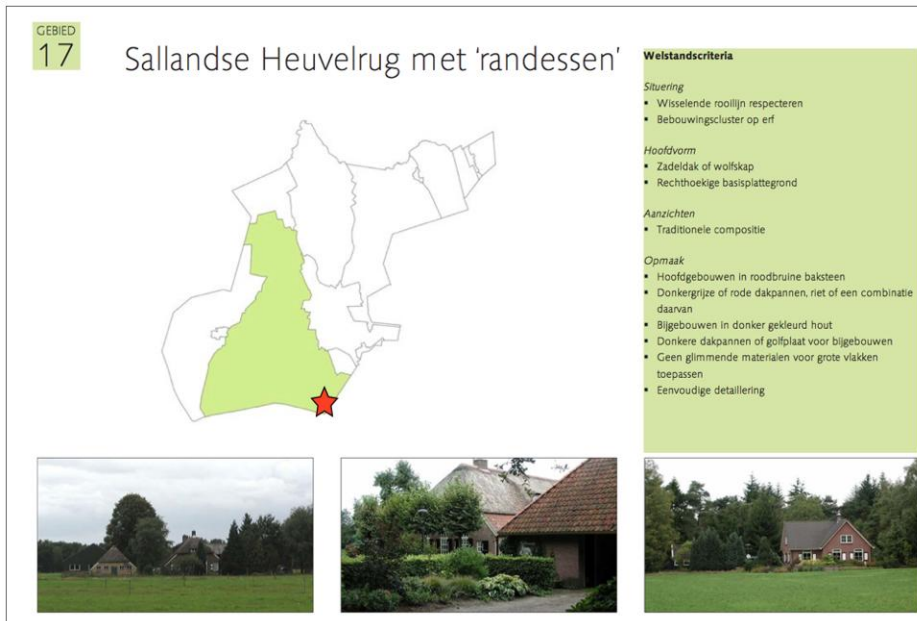 GEBIED
17
Sallandse Heuvelrug met ‘randessen’
Welstandscriteria
Situering
▪ Wisselende rooilijn respecteren
▪ Bebouwingscluster op erf
Hoofdvorm
▪ Zadeldak of wolfskap
▪ Rechthoekige basisplattegrond
Aanzichten
▪ Traditionele compositie
Opmaak
▪ Hoofdgebouwen in roodbruine baksteen
▪ Donkergrijze of rode dakpannen, riet of een combinatie
daarvan
▪ Bijgebouwen in donker gekleurd hout
▪ Donkere dakpannen of golfplaat voor bijgebouwen
▪ Geen glimmende materialen voor grote vlakken
toepassen
▪ Eenvoudige detaillering